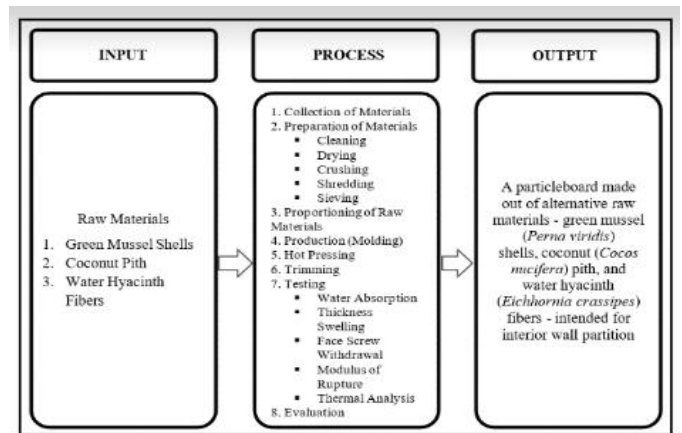 INPUT
PROCESS
OUTPUT
Raw Materials
1. Green Mussel Shells
2. Coconut Pith
3. Water Hyacinth
Fibers
1. Collection of Materials
2. Preparation of Materials
▪ Cleaning
▪ Drying
▪ Crushing
▪ Shredding
▪ Sieving
3. Proportioning of Raw
Materials
4. Production (Molding)
5. Hot Pressing
6. Trimming
7. Testing
▪ Water Absorption
▪ Thickness
Swelling
▪ Face Screw
Withdrawal
▪ Modulus of
Rupture
▪ Thermal Analysis
8. Evaluation
A particleboard made
out of alternative raw
materials - green mussel
(Perna viridis)
shells, coconut (Cocos
nucifera) pith, and
water hyacinth
(Eichhornia crassipes)
fibers - intended for
interior wall partition